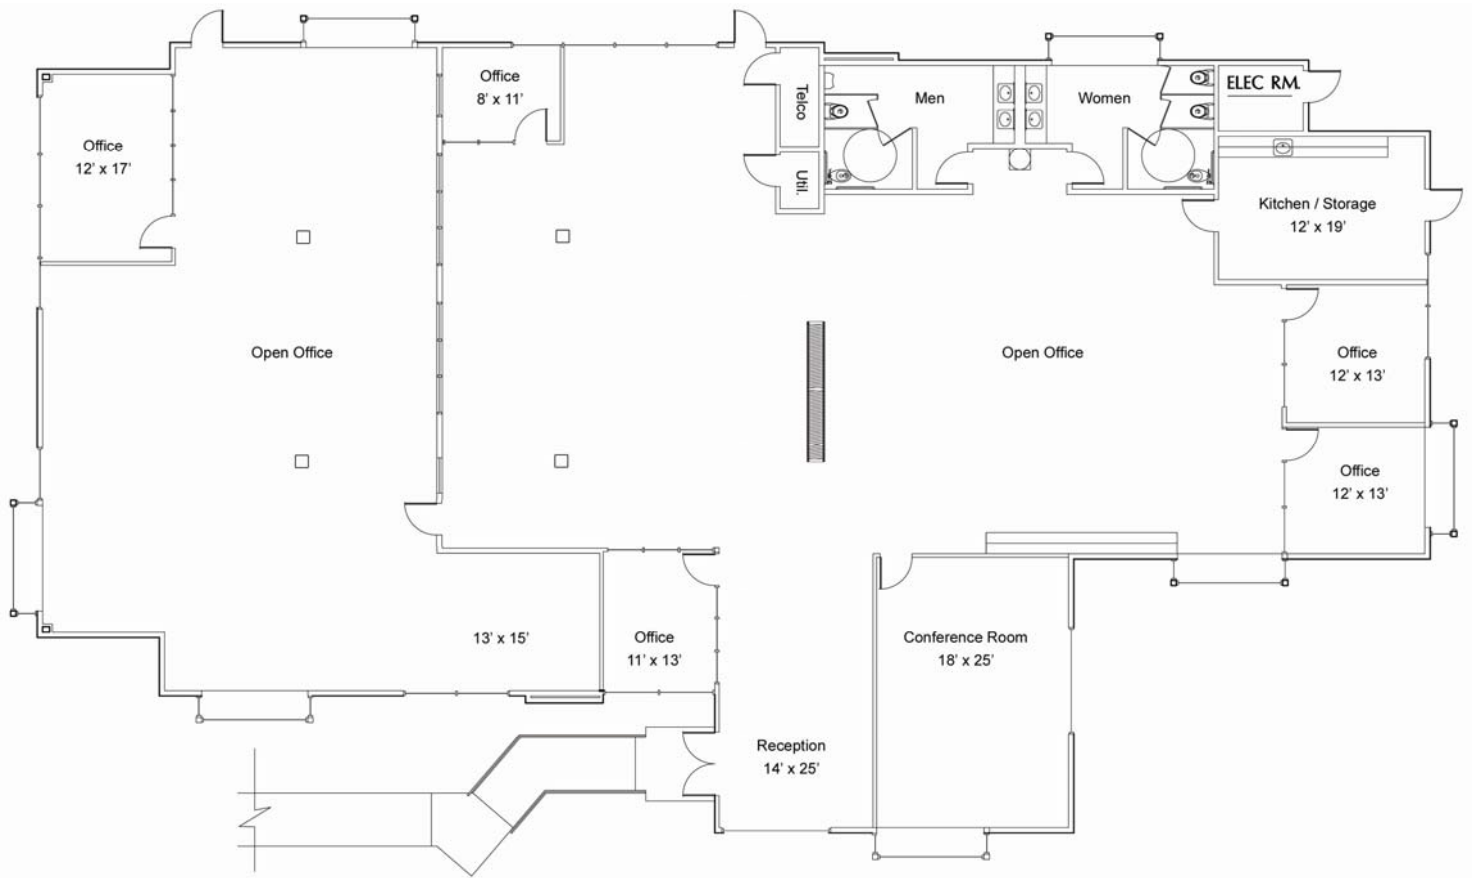 Office
8' x 11'
Telco
Men
Women
ELEC RM.
Office
12' x 17'
Util.
Kitchen / Storage
12' x 19'
Open Office
Open Office
Office
12' x 13'
Office
12' x 13'
13' x 15'
Office
11' x 13'
Conference Room
18' x 25'
Reception
14' x 25'